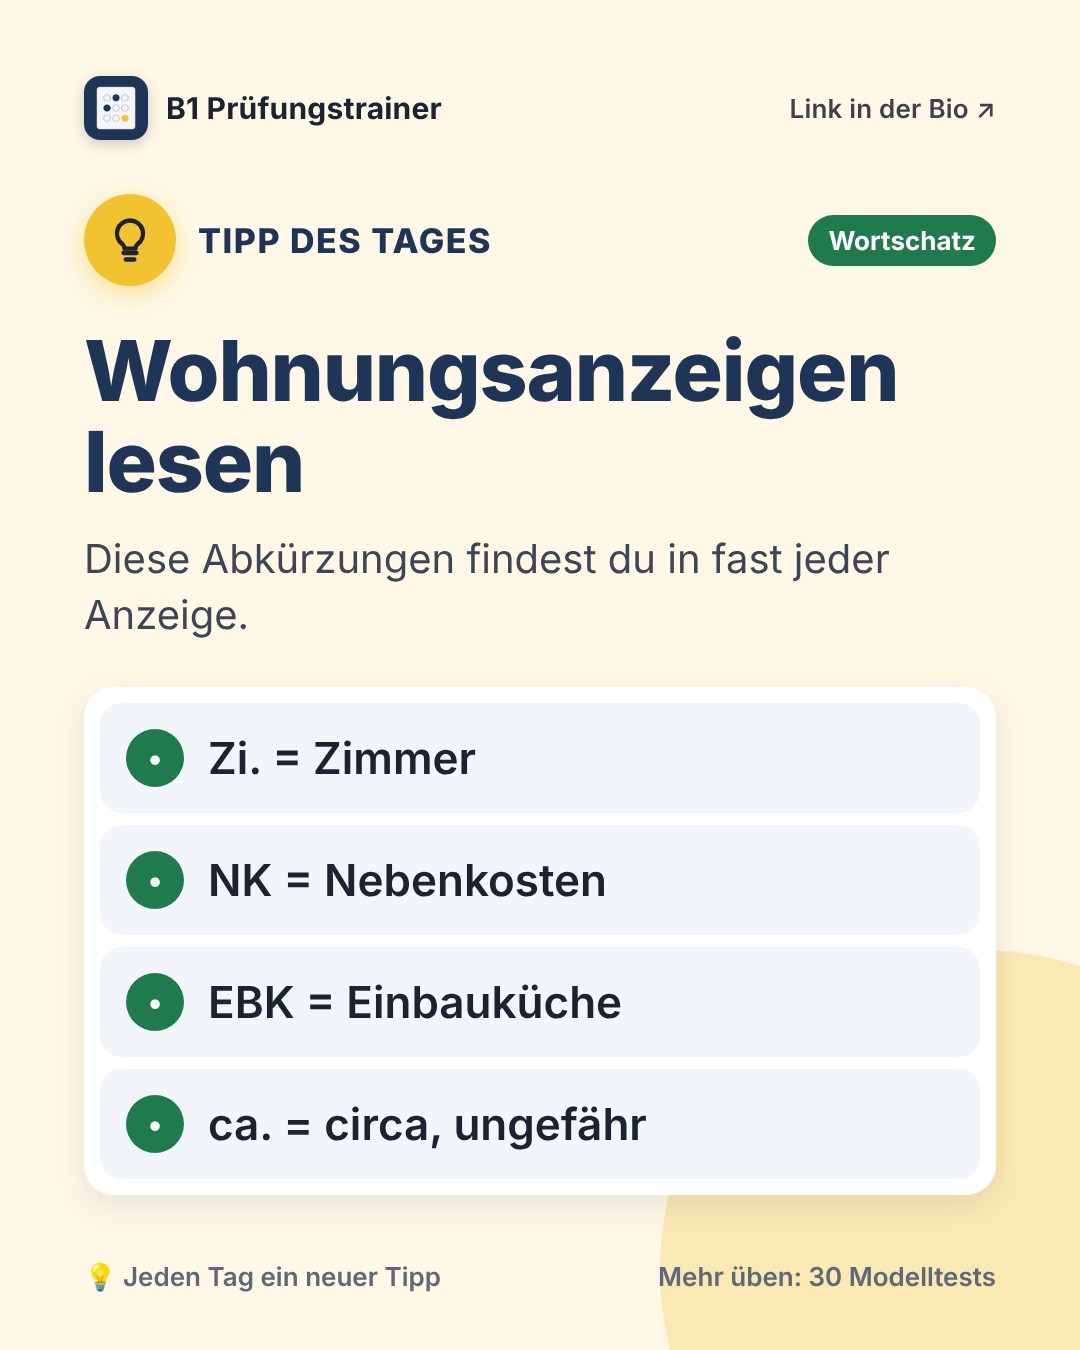 B1 Prüfungstrainer
Link in der Bio ↗
TIPP DES TAGES
Wortschatz
Wohnungsanzeigen
lesen
Diese Abkürzungen findest du in fast jeder
Anzeige.
Zi. = Zimmer
NK = Nebenkosten
EBK = Einbauküche
ca. = circa, ungefähr
💡 Jeden Tag ein neuer Tipp
Mehr üben: 30 Modelltests